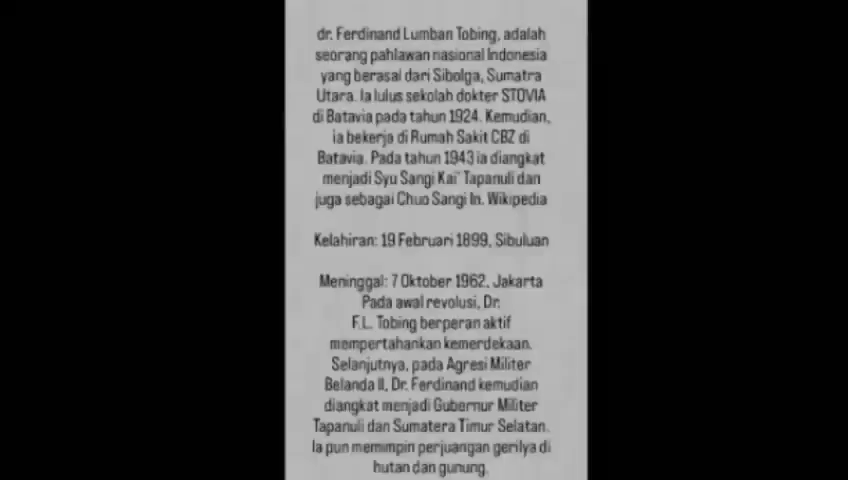 dr. Ferdinand Lumban Tobing, adalah
seorang pahlawan nasional Indonesia
yang berasal dari Sibolga, Sumatra
Utara. Ia lulus sekolah dokter STOVIA
di Batavia pada tahun 1924. Kemudian,
ia bekerja di Rumah Sakit CBZ di
Batavia. Pada tahun 1943 ia diangkat
menjadi Syu Sangi Kai' Tapanuli dan
juga sebagai Chuo Sangi In. Wikipedia
Kelahiran: 19 Februari 1899, Sibuluan
Meninggal: 7 Oktober 1962, Jakarta
Pada awal revolusi, Dr.
F.L. Tobing berperan aktif
mempertahankan kemerdekaan.
Selanjutnya, pada Agresi Militer
Belanda II, Dr. Ferdinand kemudian
diangkat menjadi Gubernur Militer
Tapanuli dan Sumatera Timur Selatan.
Ia pun memimpin perjuangan gerilya di
hutan dan gunung.